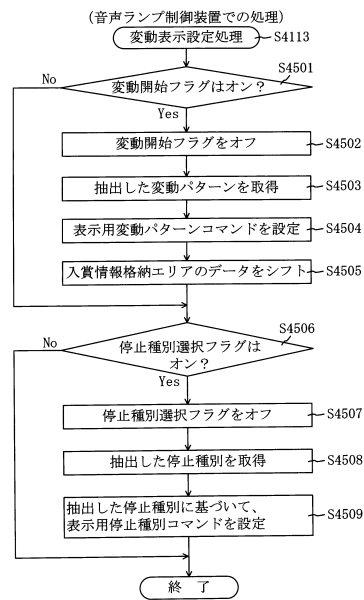 (音声ランプ制御装置での処理)
変動表示設定処理
S4113
S4501
No
変動開始フラグはオン?
Yes
変動開始フラグをオフ
S4502
抽出した変動パターンを取得
S4503
表示用変動パターンコマンドを設定
S4504
入賞情報格納エリアのデータをシフト
S4505
S4506
No
停止種別選択フラグは
オン?
Yes
停止種別選択フラグをオフ
S4507
抽出した停止種別を取得
S4508
抽出した停止種別に基づいて、
表示用停止種別コマンドを設定
S4509
終 了